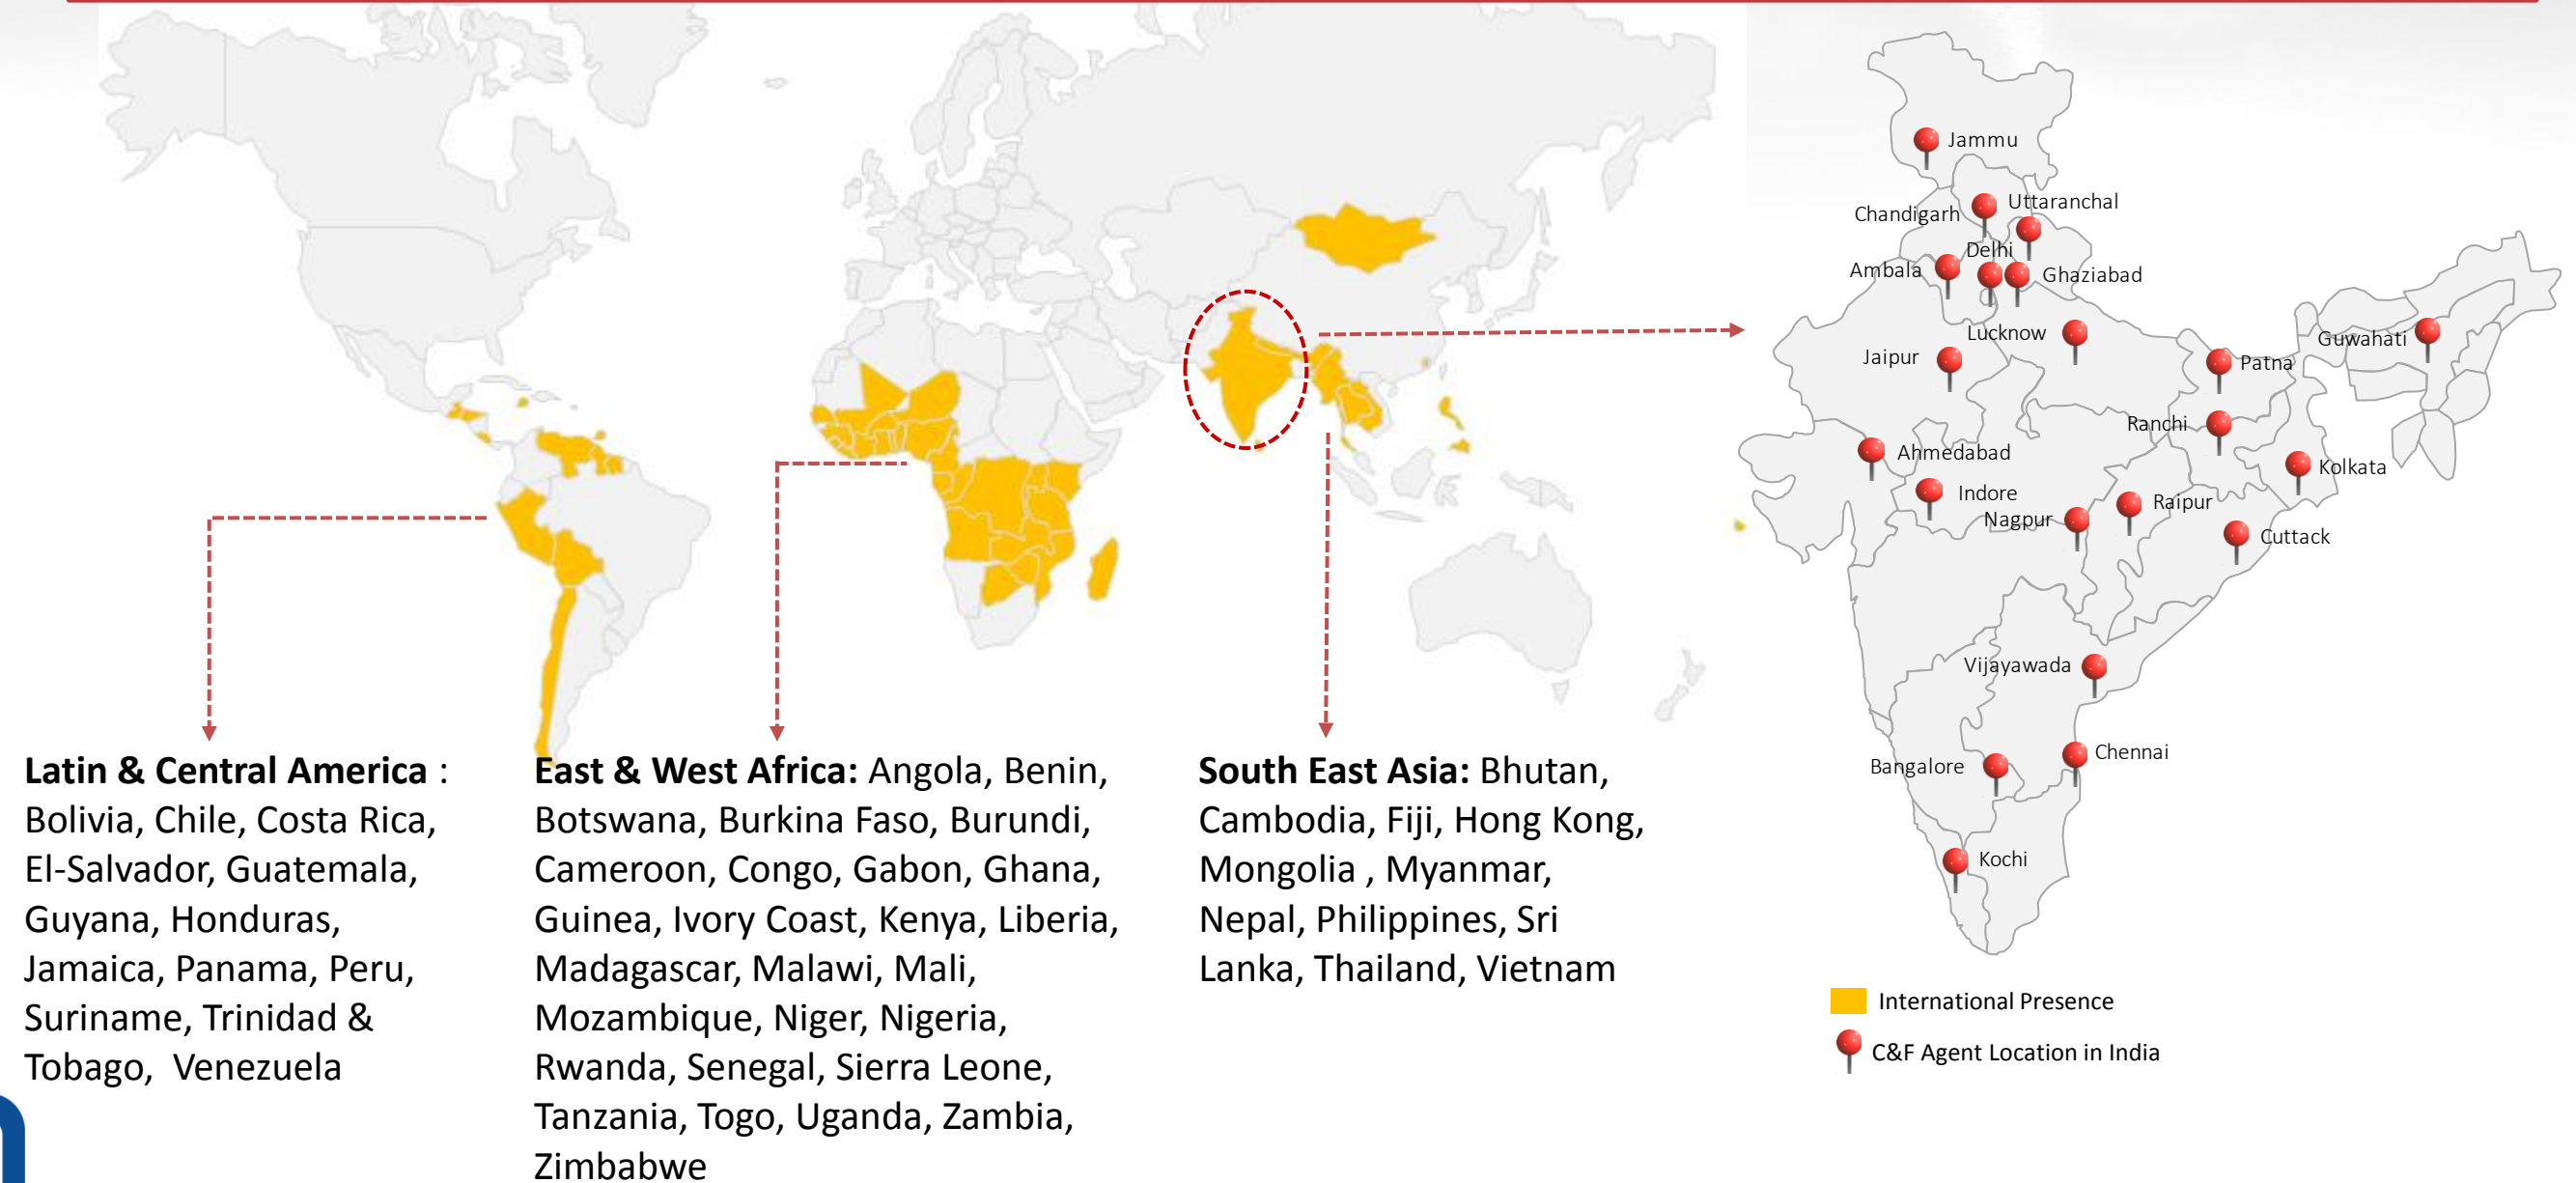 Jammu
Uttaranchal
Chandigarh
Delhi
Ambala
Ghaziabad
Lucknow
Guwahati
Jaipur
Patna
Ranchi
Ahmedabad
Kolkata
Indore
Raipur
Nagpur
Cuttack
Vijayawada
Chennai
Bangalore
Kochi
Latin & Central America :
Bolivia, Chile, Costa Rica,
El-Salvador, Guatemala,
Guyana, Honduras,
Jamaica, Panama, Peru,
Suriname, Trinidad &
Tobago, Venezuela
East & West Africa: Angola, Benin,
Botswana, Burkina Faso, Burundi,
Cameroon, Congo, Gabon, Ghana,
Guinea, Ivory Coast, Kenya, Liberia,
Madagascar, Malawi, Mali,
Mozambique, Niger, Nigeria,
Rwanda, Senegal, Sierra Leone,
Tanzania, Togo, Uganda, Zambia,
Zimbabwe
South East Asia: Bhutan,
Cambodia, Fiji, Hong Kong,
Mongolia , Myanmar,
Nepal, Philippines, Sri
Lanka, Thailand, Vietnam
International Presence
C&F Agent Location in India